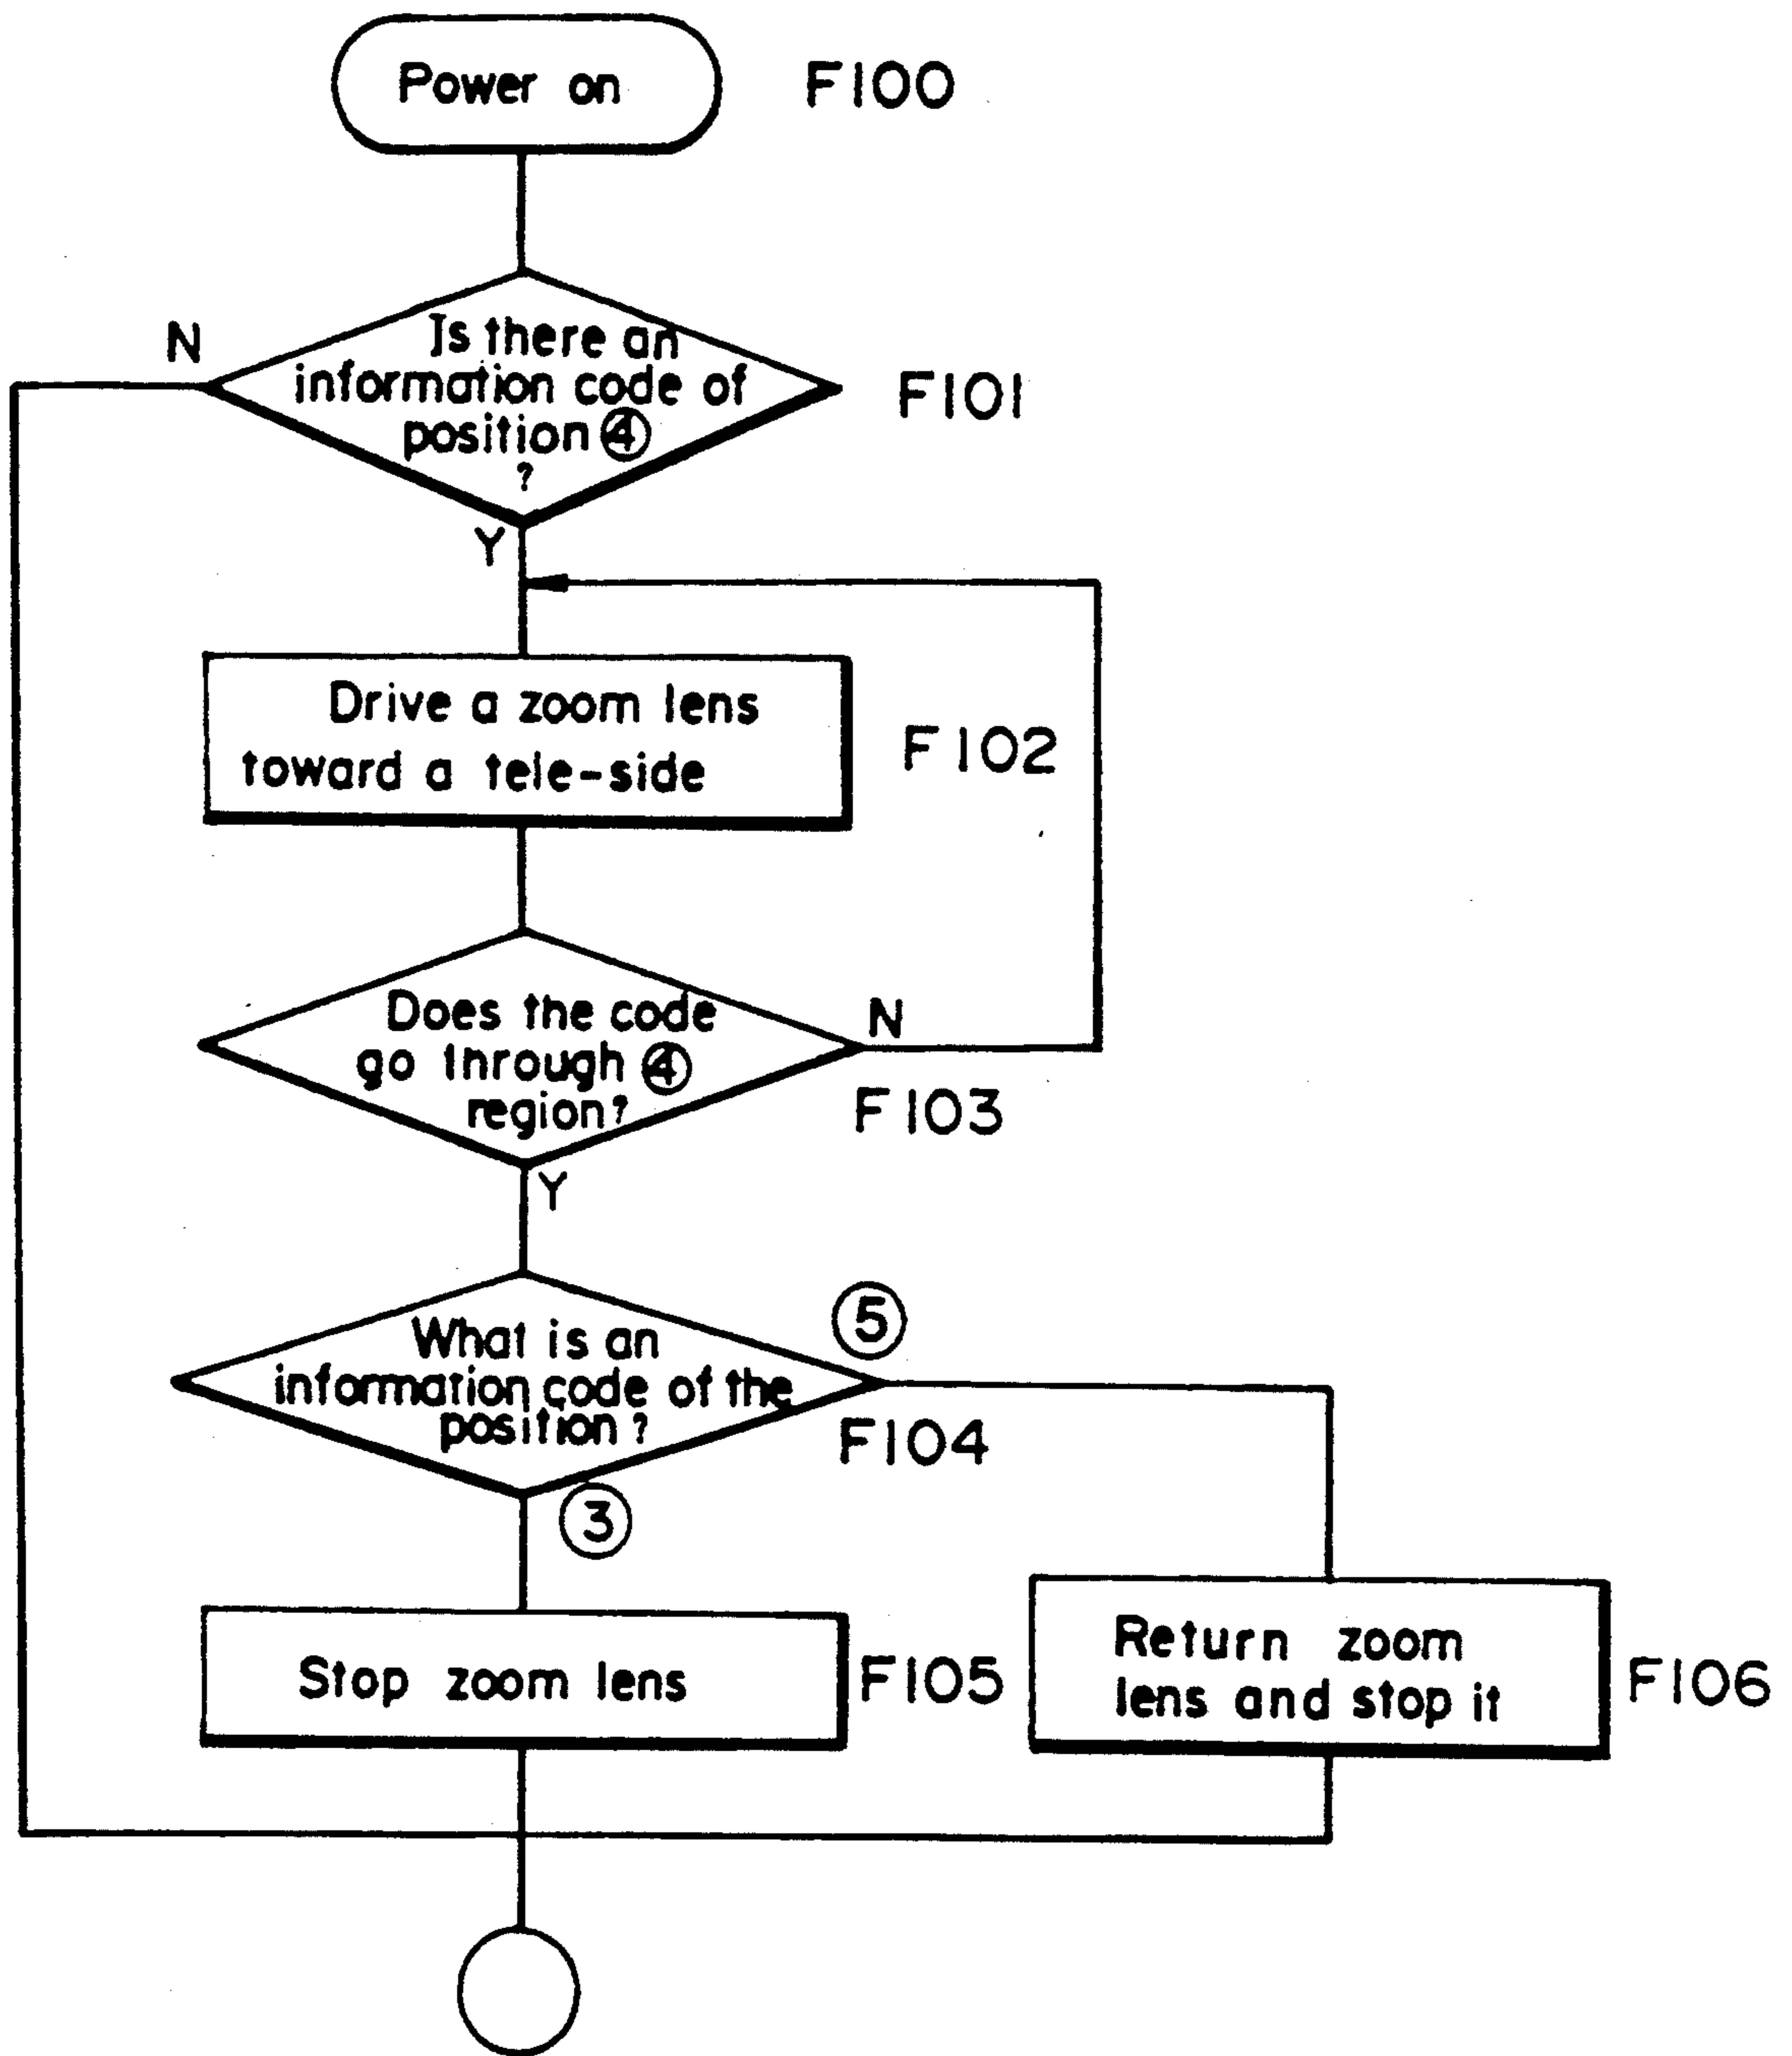 Power on
F100
N
Is there an
information code of
position ④
?
F101
Y
Drive a zoom lens
toward a tele-side
F102
Does the code
go through ④
region?
N
F103
Y
What is an
information code of the
position?
⑤
F104
③
Stop zoom lens
F105
Return zoom
lens and stop it
F106